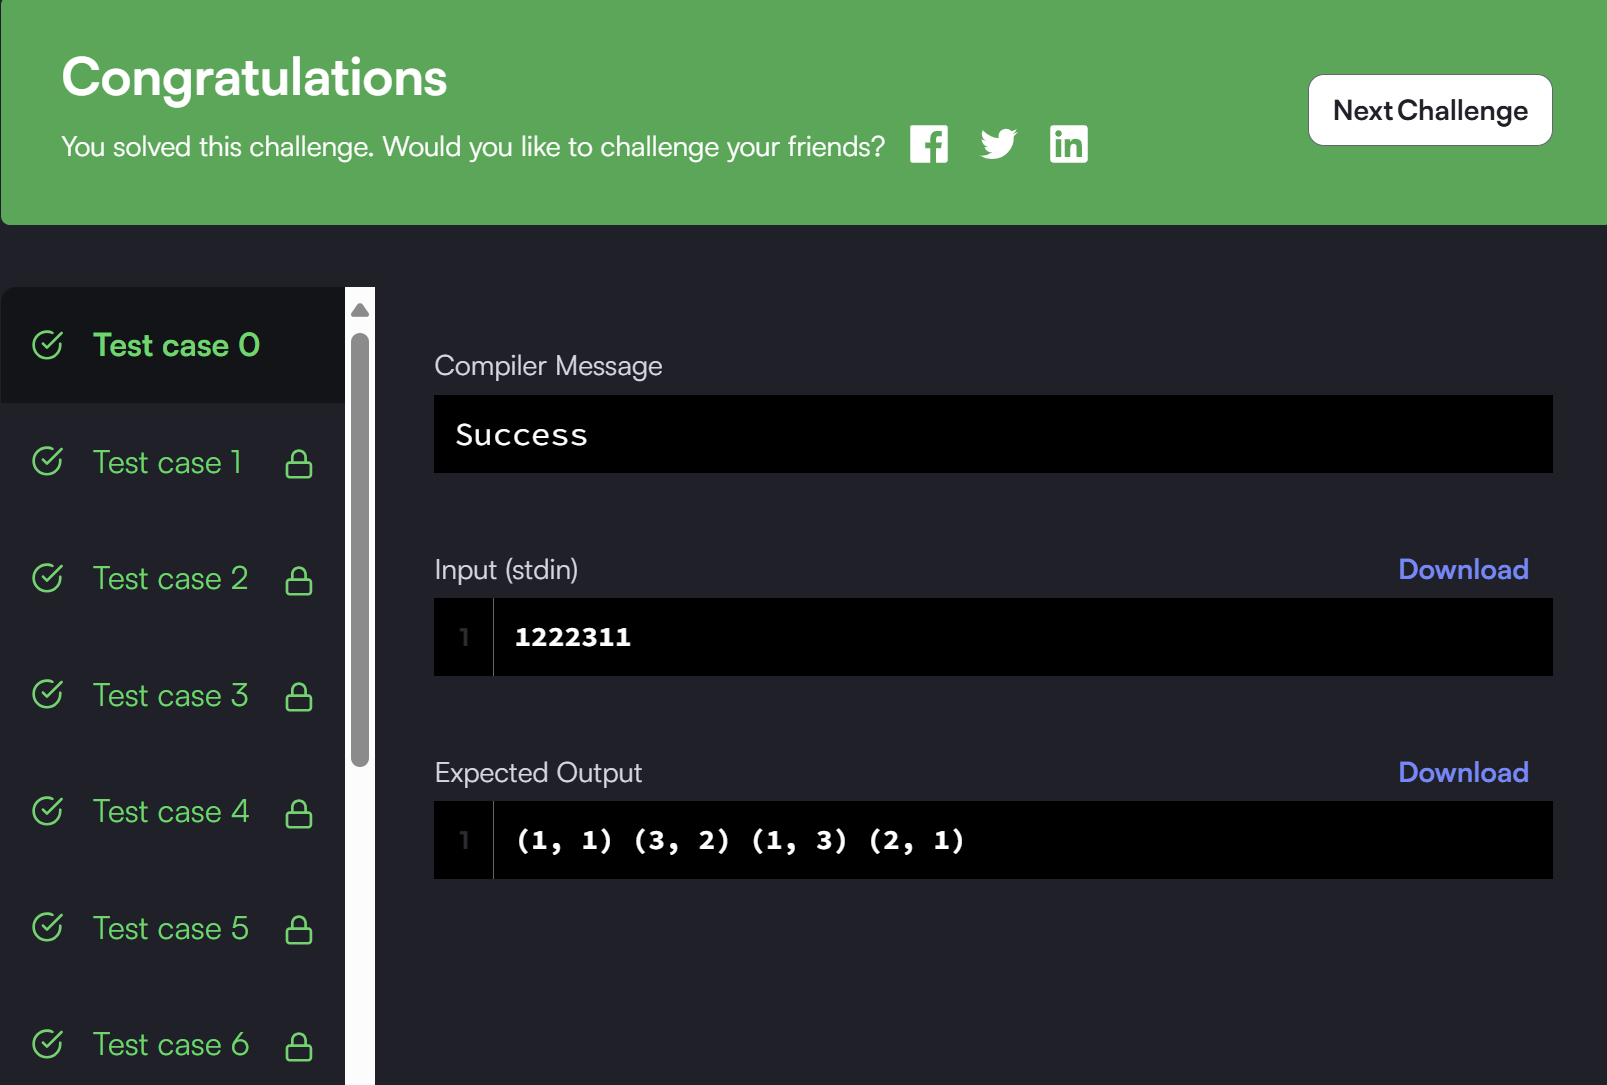 Congratulations
You solved this challenge. Would you like to challenge your friends?
Next Challenge
Test case 0
Test case 1
Test case 2
Test case 3
Test case 4
Test case 5
Test case 6
Compiler Message
Success
Input (stdin)
Download
1
1222311
Expected Output
Download
1
(1, 1) (3, 2) (1, 3) (2, 1)